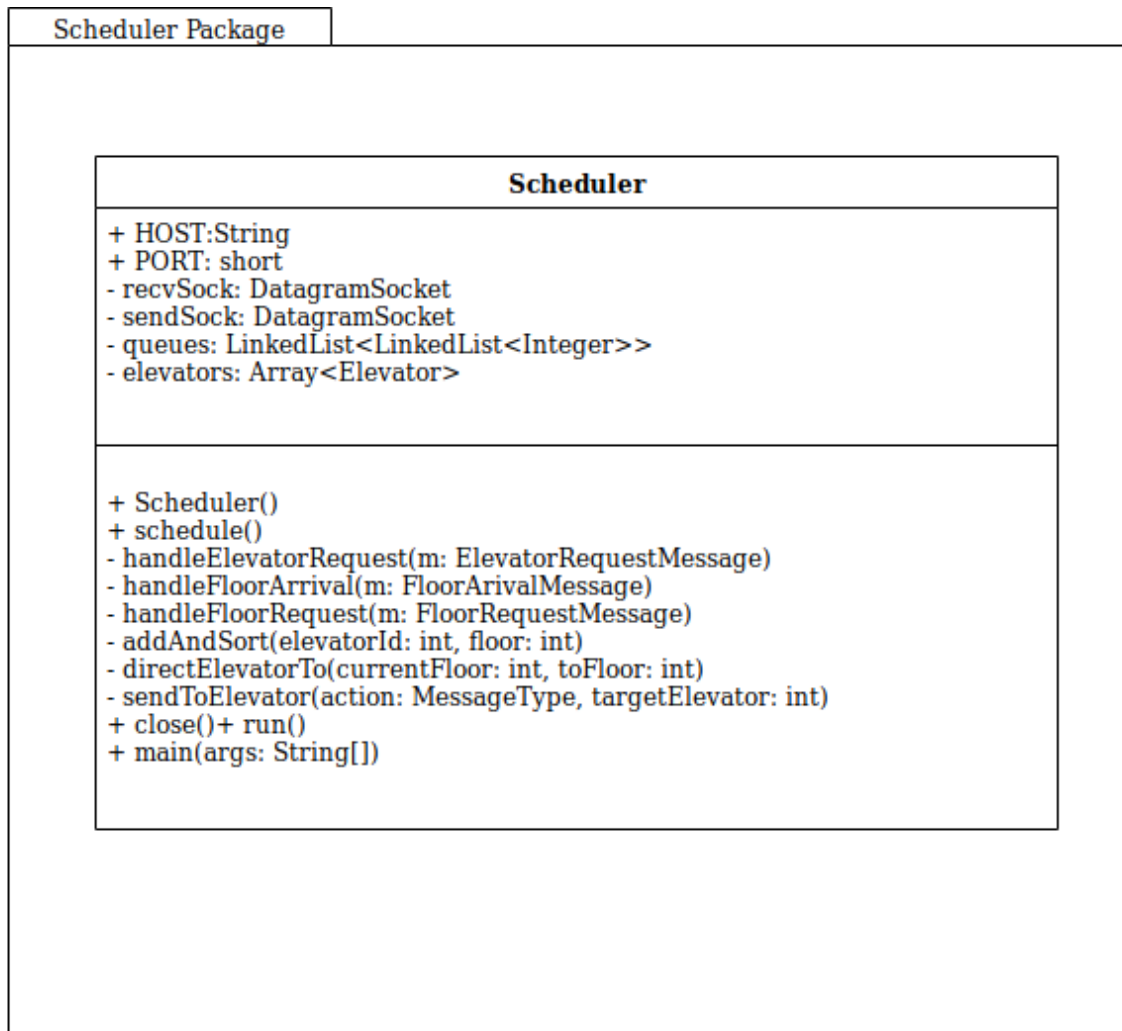 Scheduler Package
Scheduler
+ HOST:String
+ PORT: short
- recvSock: DatagramSocket
- sendSock: DatagramSocket
- queues: LinkedList<LinkedList<Integer>>
- elevators: Array<Elevator>
+ Scheduler()
+ schedule()
- handleElevatorRequest(m: ElevatorRequestMessage)
- handleFloorArrival(m: FloorArivalMessage)
- handleFloorRequest(m: FloorRequestMessage)
- addAndSort(elevatorId: int, floor: int)
- directElevatorTo(currentFloor: int, toFloor: int)
- sendToElevator(action: MessageType, targetElevator: int)
+ close()+ run()
+ main(args: String[])